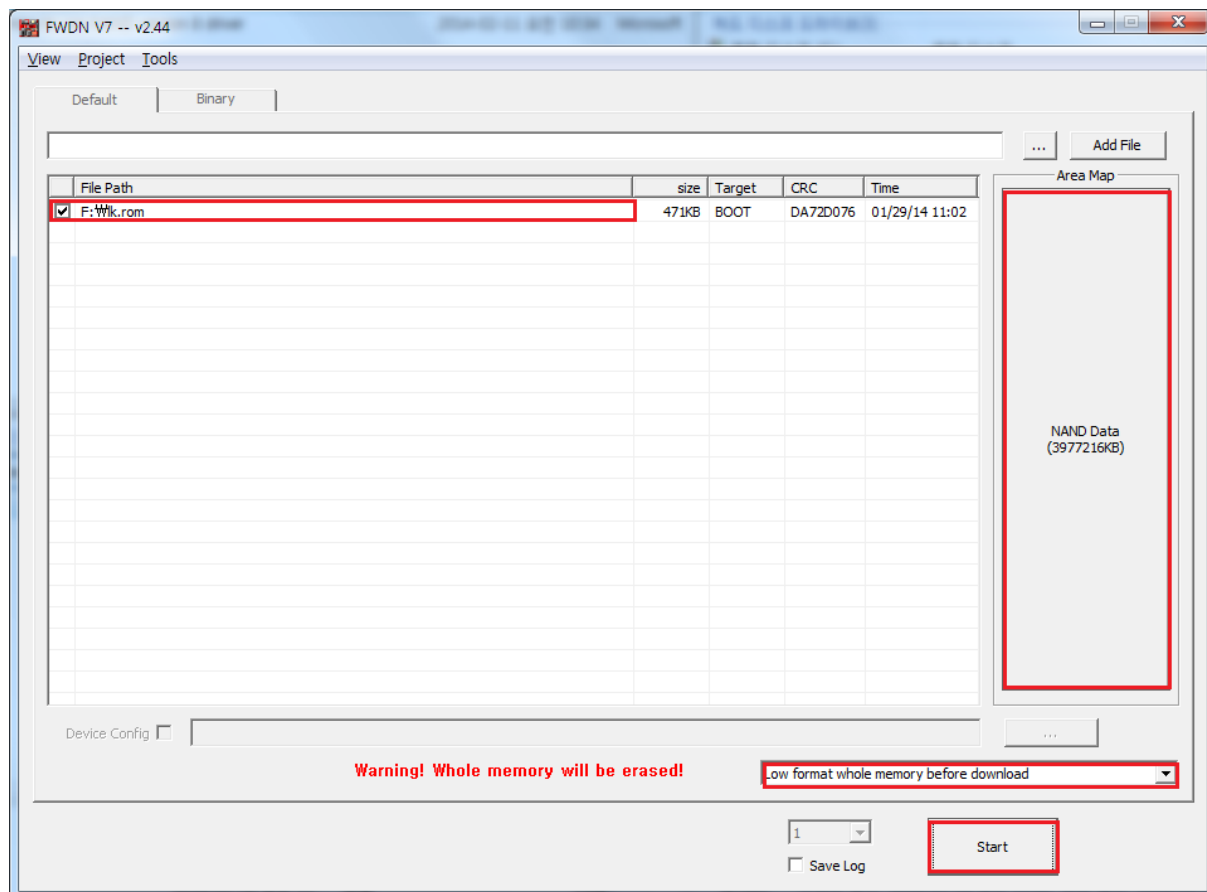 FWDN V7 -- v2.44
View Project Tools
Default Binary
... Add File
File Path size Target CRC Time
F:₩lk.rom 471KB BOOT DA72D076 01/29/14 11:02
Area Map
NAND Data
(3977216KB)
Device Config ...
Warning! Whole memory will be erased!
Low format whole memory before download
1
Save Log
Start